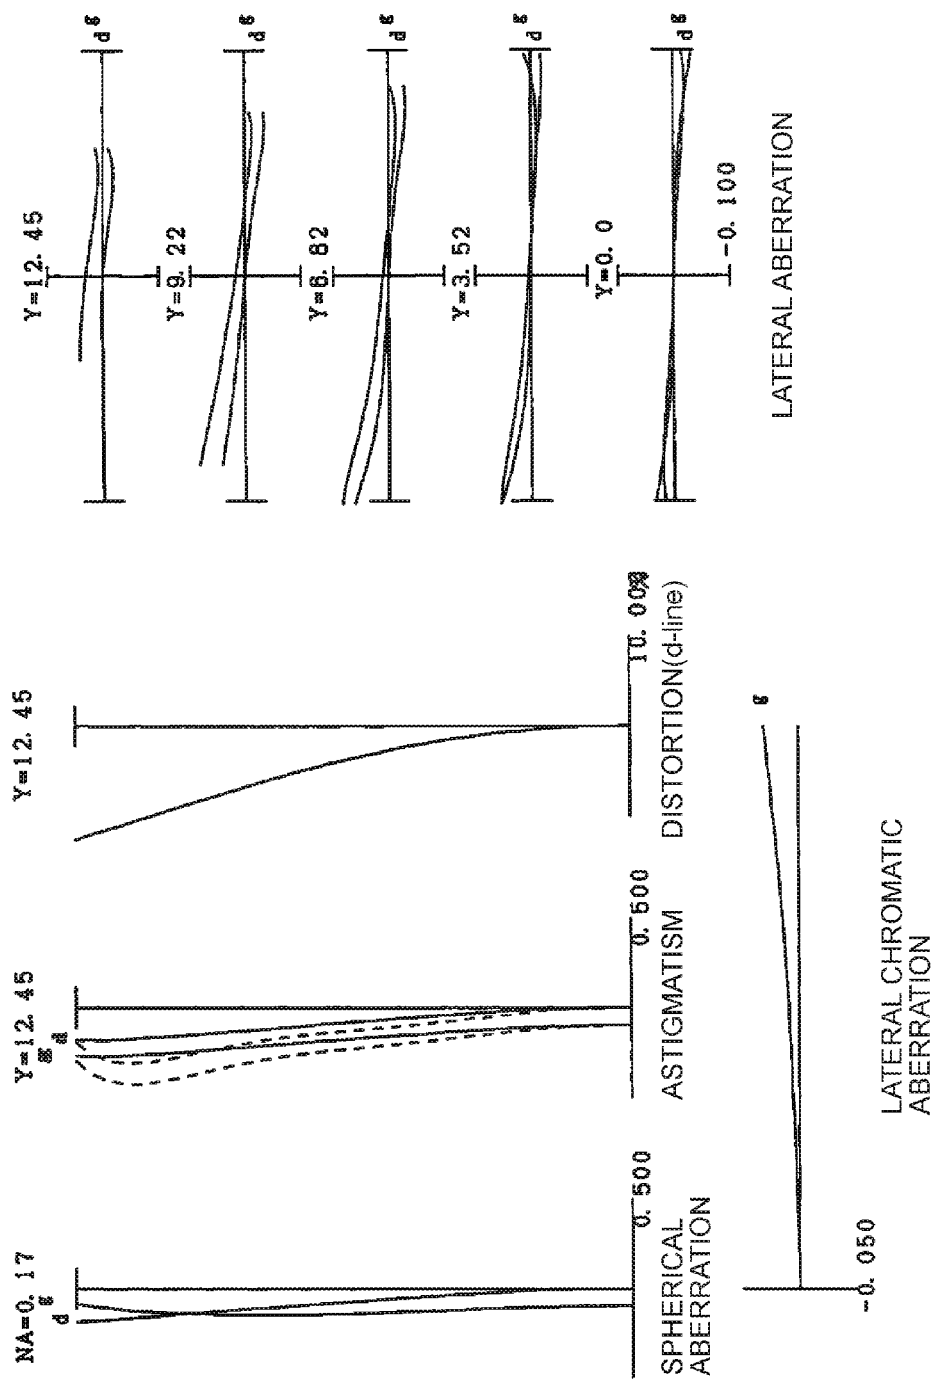 NA=0. 17
d g
0. 500
SPHERICAL
ABERRATION
Y=12. 45
g d
0. 500
ASTIGMATISM
Y=12. 45
10. 00%
DISTORTION(d-line)
g
-0. 050
LATERAL CHROMATIC
ABERRATION
Y=12. 45
d g
Y=9. 22
d g
Y=6. 82
d g
Y=3. 52
d g
Y=0. 0
d g
-0. 100
LATERAL ABERRATION